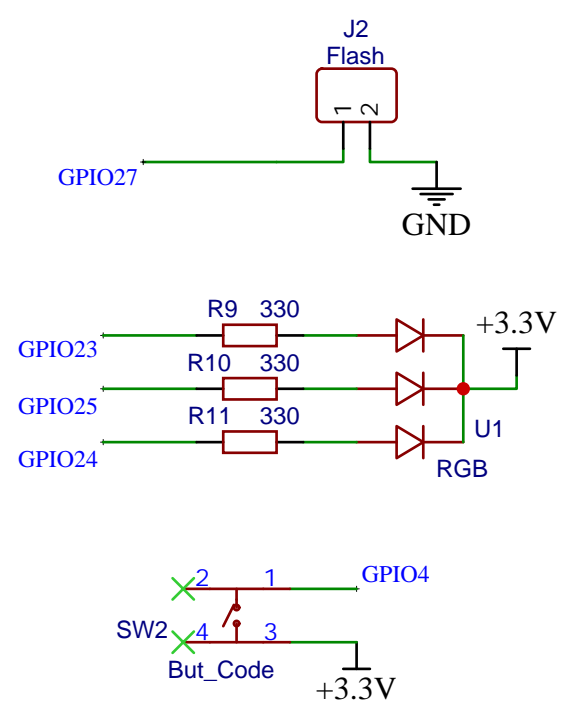 J2
Flash
1 2
GPIO27
GND
R9 330
+3.3V
GPIO23
R10 330
GPIO25
R11 330
U1
GPIO24
RGB
2 1 GPIO4
SW2 4 3
But_Code
+3.3V